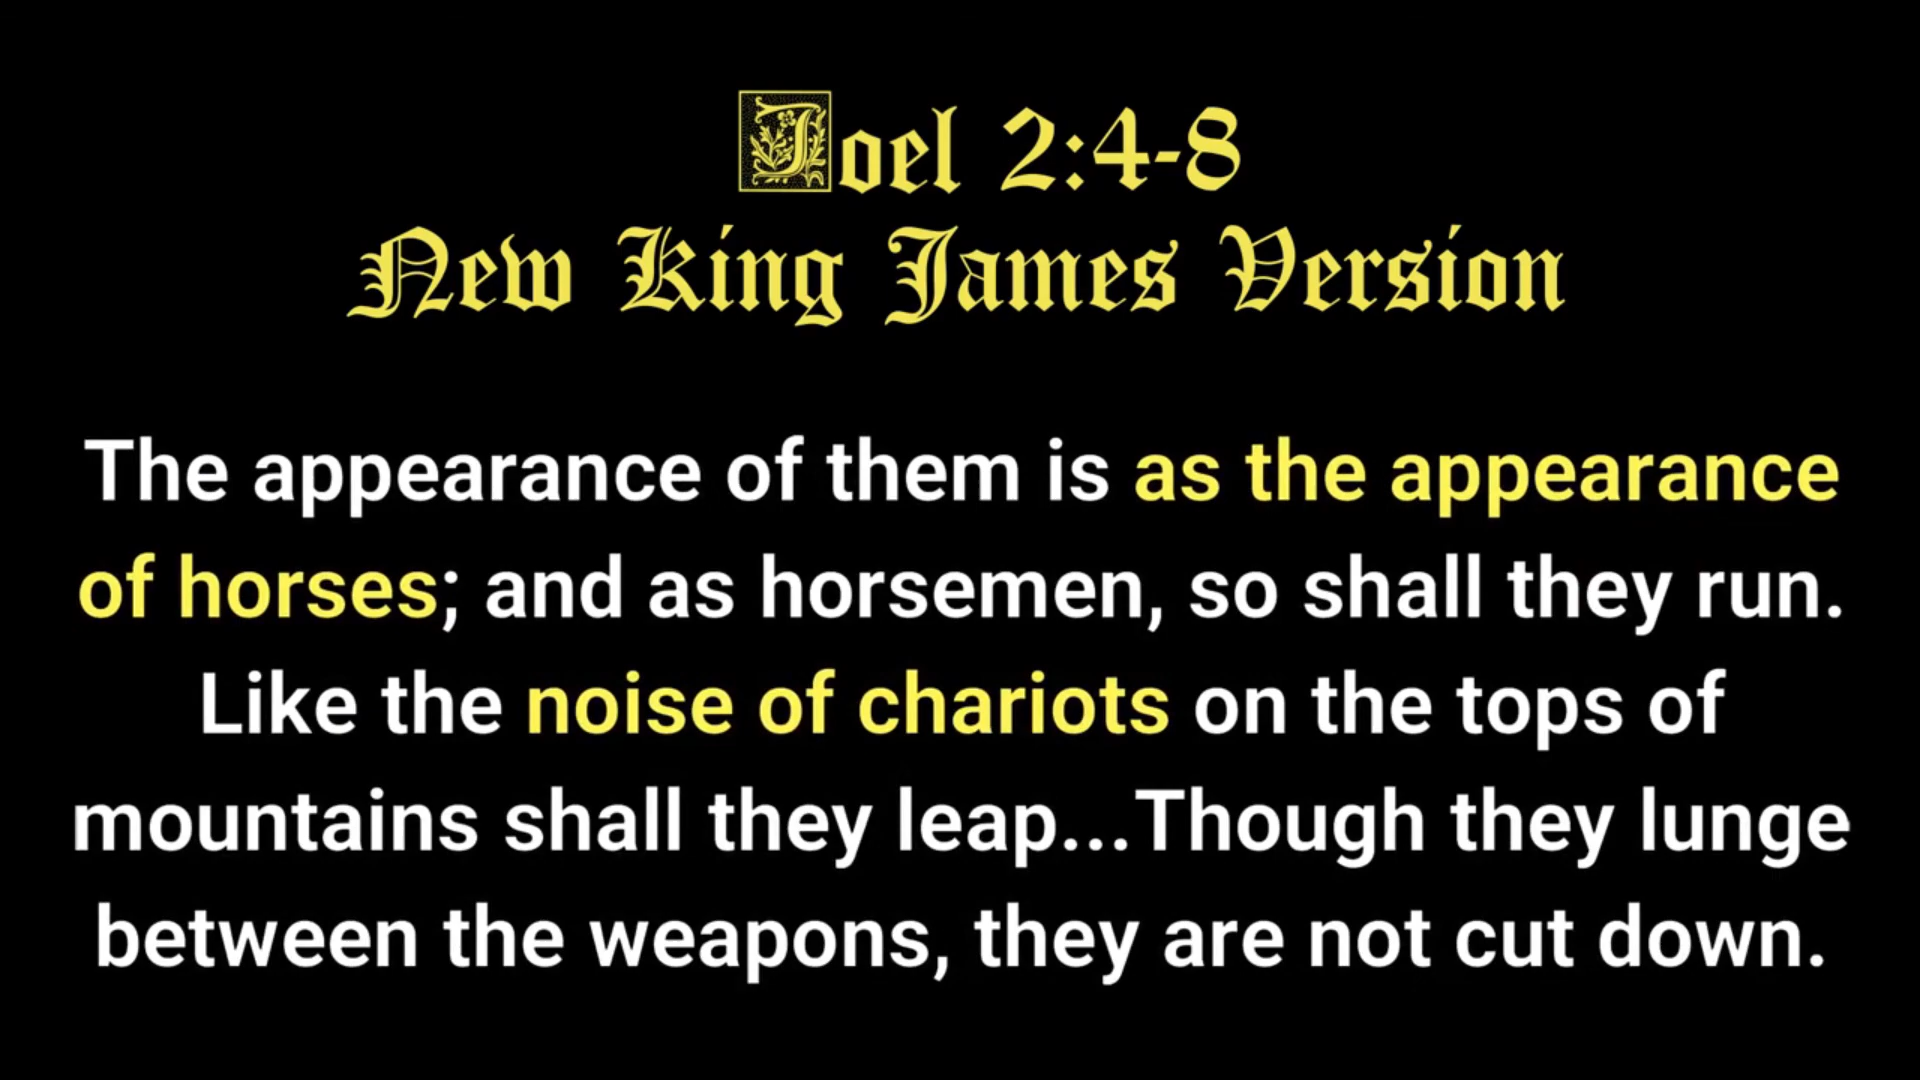 Joel 2:4-8
New King James Version
The appearance of them is as the appearance
of horses; and as horsemen, so shall they run.
Like the noise of chariots on the tops of
mountains shall they leap...Though they lunge
between the weapons, they are not cut down.